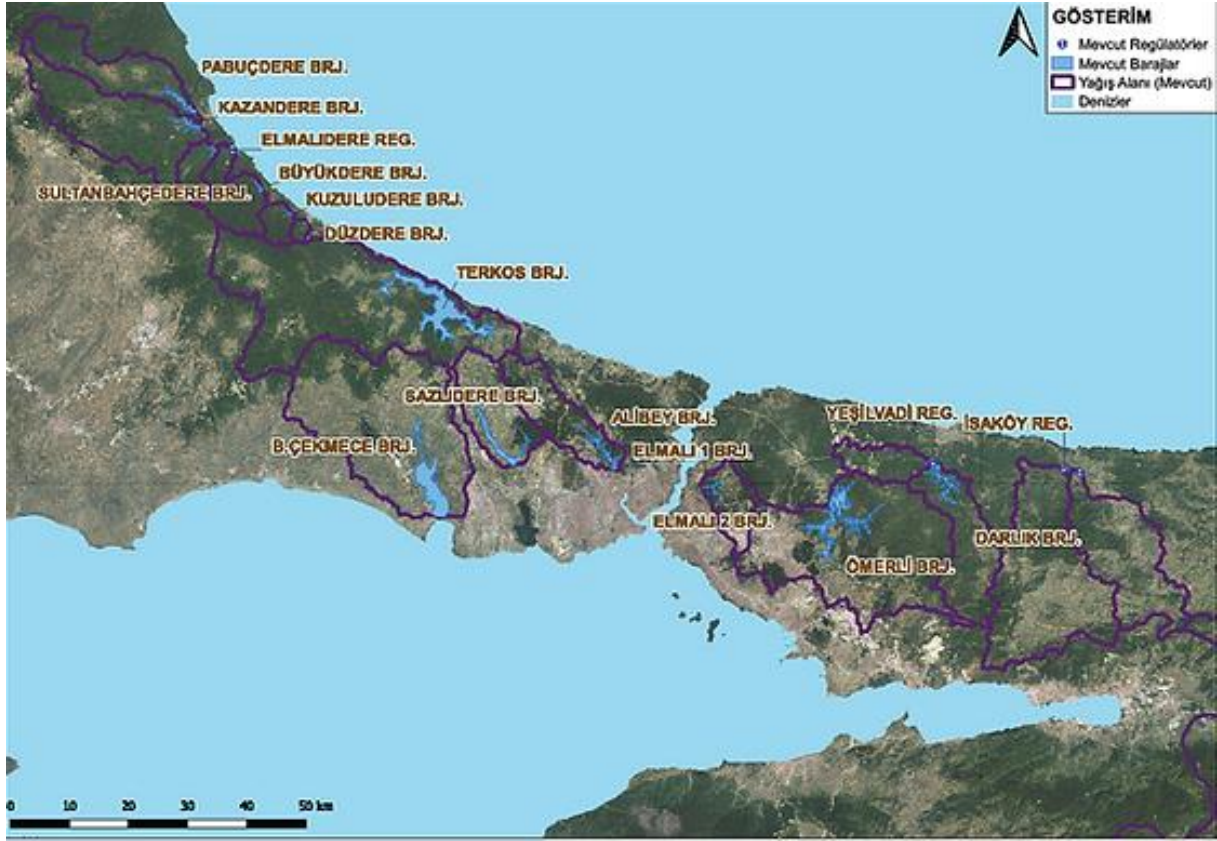 GÖSTERİM
Mevcut Regülatörler
Mevcut Barajlar
Yağış Alanı (Mevcut)
Denizler
PABUÇDERE BRJ.
KAZANDERE BRJ.
ELMALIDERE REG.
BÜYÜKDERE BRJ.
SULTANBAHÇEDERE BRJ.
KUZULUDERE BRJ.
DÜZDERE BRJ.
TERKOS BRJ.
SAZLIDERE BRJ.
ALİBEY BRJ.
YEŞİLVADİ REG.
İSAKÖY REG.
B.ÇEKMECE BRJ.
ELMALI 1 BRJ.
ELMALI 2 BRJ.
DARLIK BRJ.
ÖMERLİ BRJ.
0 10 20 30 40 50 km